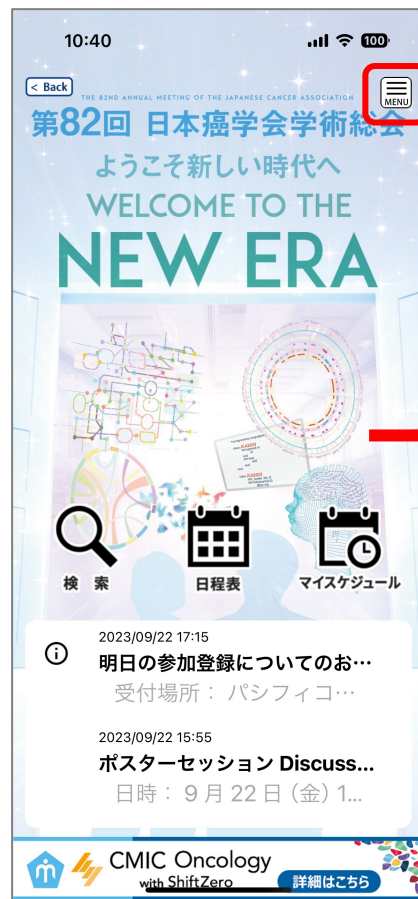 10:40
100
< Back
MENU
THE 82ND ANNUAL MEETING OF THE JAPANESE CANCER ASSOCIATION
第82回 日本癌学会学術総会
ようこそ新しい時代へ
WELCOME TO THE
NEW ERA
検 索
日程表
マイスケジュール
2023/09/22 17:15
明日の参加登録についてのお…
受付場所： パシフィコ…
2023/09/22 15:55
ポスターセッション Discuss...
日時： 9 月 22 日（金）1...
CMIC Oncology
with ShiftZero
詳細はこちら